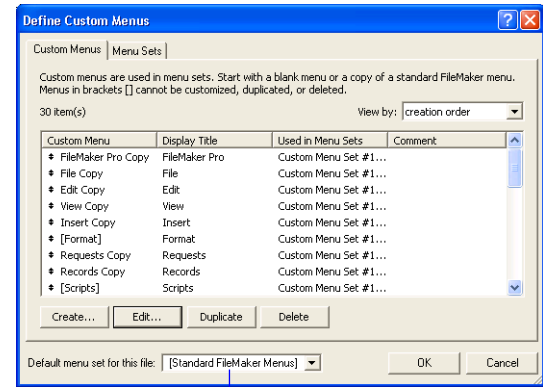 Define Custom Menus
Custom Menus Menu Sets
Custom menus are used in menu sets. Start with a blank menu or a copy of a standard FileMaker menu.
Menus in brackets [] cannot be customized, duplicated, or deleted.
30 item(s) View by: creation order
Custom Menu Display Title Used in Menu Sets Comment
FileMaker Pro Copy FileMaker Pro Custom Menu Set #1...
File Copy File Custom Menu Set #1...
Edit Copy Edit Custom Menu Set #1...
View Copy View Custom Menu Set #1...
Insert Copy Insert Custom Menu Set #1...
[Format] Format Custom Menu Set #1...
Requests Copy Requests Custom Menu Set #1...
Records Copy Records Custom Menu Set #1...
[Scripts] Scripts Custom Menu Set #1...
Create... Edit... Duplicate Delete
Default menu set for this file: [Standard FileMaker Menus] OK Cancel